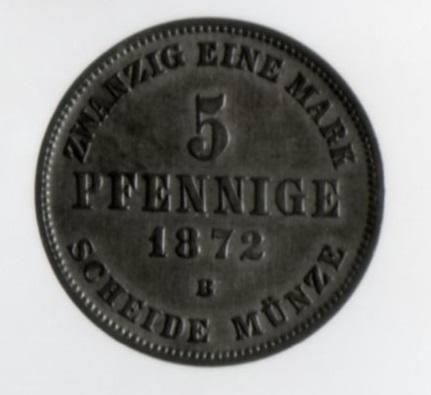 ZWANZIG EINE MARK
5
PFENNIGE
1872
B
SCHEIDE MÜNZE